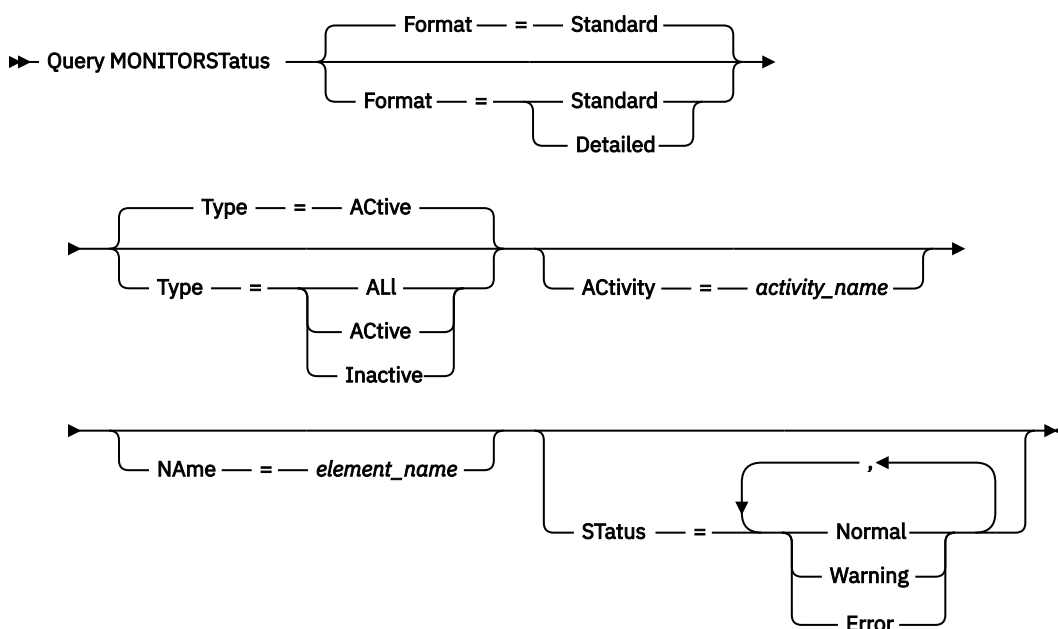 Format = Standard
Query MONITORSTatus
Format = Standard
Detailed
Type = ACtive
Type = ALl
ACtive
Inactive
ACtivity = activity_name
NAme = element_name
,
STatus = Normal
Warning
Error